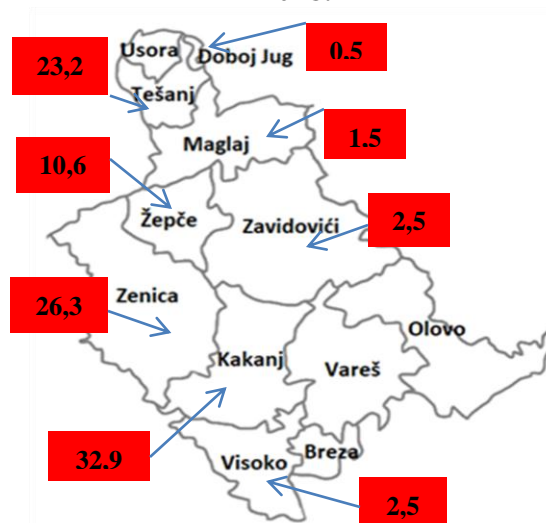 Usora
Doboj Jug
0.5
23,2
Tešanj
Maglaj
1.5
10,6
Žepče
Zavidovići
2,5
Zenica
26,3
Olovo
Kakanj
Vareš
32.9
Visoko
Breza
2,5